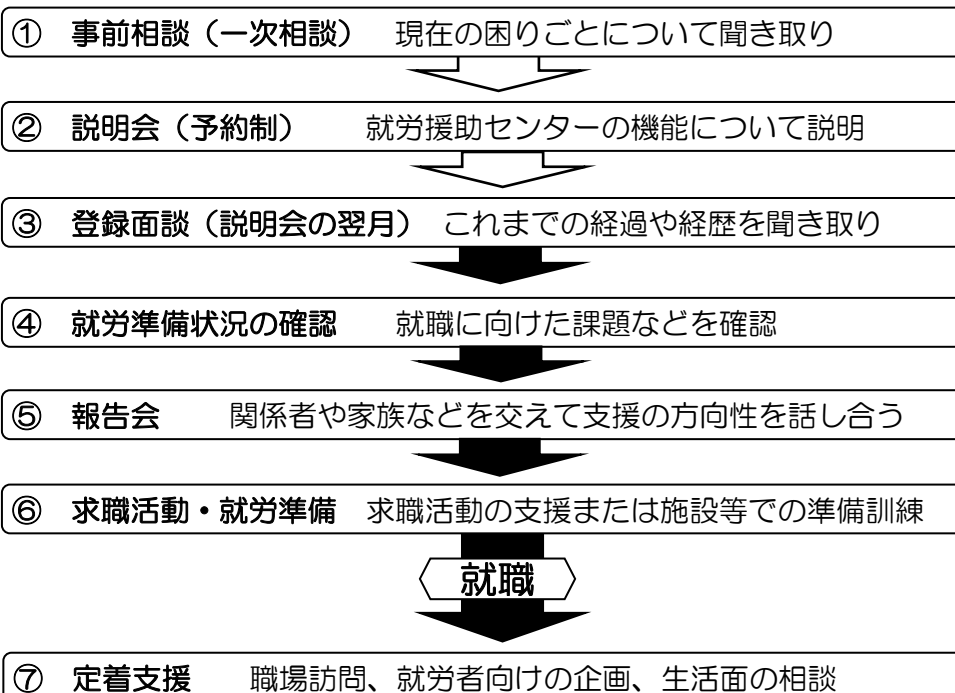 ① 事前相談（一次相談） 現在の困りごとについて聞き取り
② 説明会（予約制） 就労援助センターの機能について説明
③ 登録面談（説明会の翌月） これまでの経過や経歴を聞き取り
④ 就労準備状況の確認 就職に向けた課題などを確認
⑤ 報告会 関係者や家族などを交えて支援の方向性を話し合う
⑥ 求職活動・就労準備 求職活動の支援または施設等での準備訓練
就職
⑦ 定着支援 職場訪問、就労者向けの企画、生活面の相談